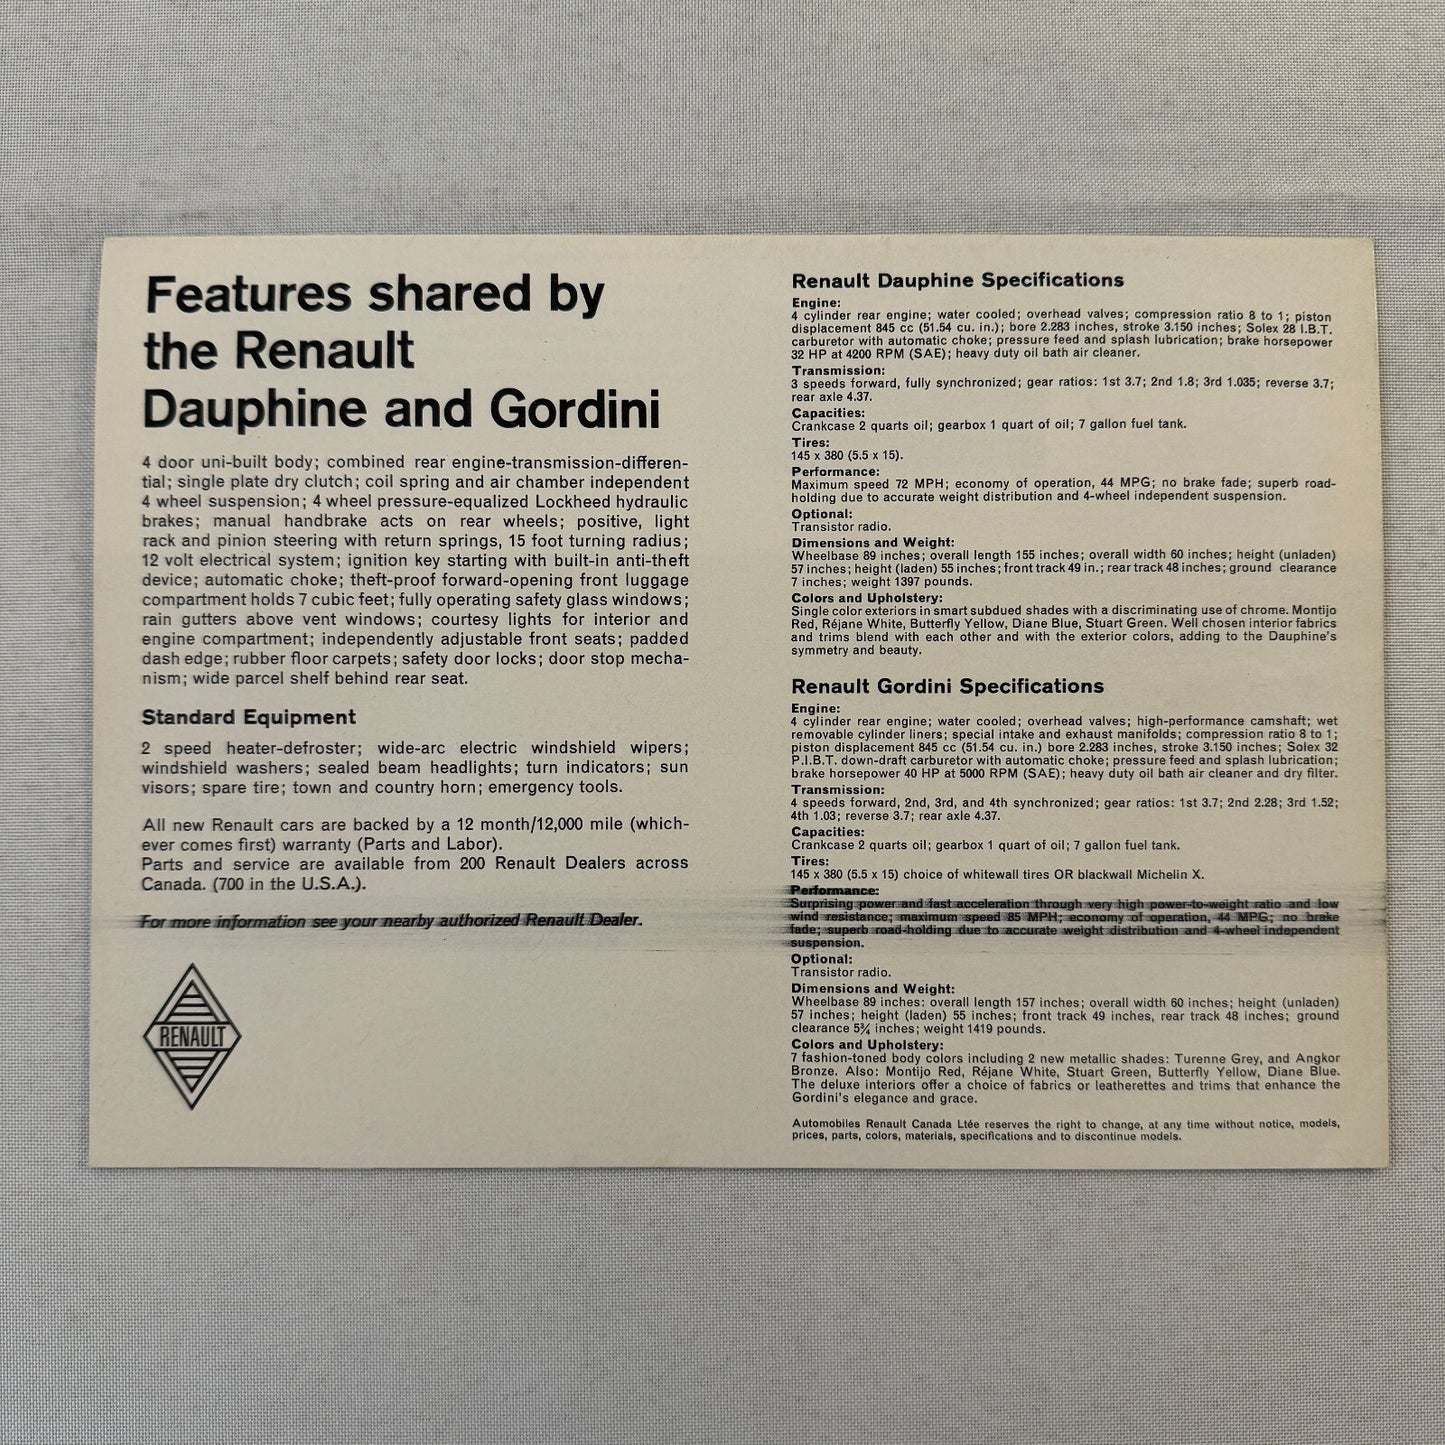 Features shared by
the Renault
Dauphine and Gordini
4 door uni-built body; combined rear engine-transmission-differen-
tial; single plate dry clutch; coil spring and air chamber independent
4 wheel suspension; 4 wheel pressure-equalized Lockheed hydraulic
brakes; manual handbrake acts on rear wheels; positive, light
rack and pinion steering with return springs, 15 foot turning radius;
12 volt electrical system; ignition key starting with built-in anti-theft
device; automatic choke; theft-proof forward-opening front luggage
compartment holds 7 cubic feet; fully operating safety glass windows;
rain gutters above vent windows; courtesy lights for interior and
engine compartment; independently adjustable front seats; padded
dash edge; rubber floor carpets; safety door locks; door stop mecha-
nism; wide parcel shelf behind rear seat.
Standard Equipment
2 speed heater-defroster; wide-arc electric windshield wipers;
windshield washers; sealed beam headlights; turn indicators; sun
visors; spare tire; town and country horn; emergency tools.
All new Renault cars are backed by a 12 month/12,000 mile (which-
ever comes first) warranty (Parts and Labor).
Parts and service are available from 200 Renault Dealers across
Canada. (700 in the U.S.A.).
For more information see your nearby authorized Renault Dealer.
RENAULT
Renault Dauphine Specifications
Engine:
4 cylinder rear engine; water cooled; overhead valves; compression ratio 8 to 1; piston
displacement 845 cc (51.54 cu. in.); bore 2.283 inches, stroke 3.150 inches; Solex 28 I.B.T.
carburetor with automatic choke; pressure feed and splash lubrication; brake horsepower
32 HP at 4200 RPM (SAE); heavy duty oil bath air cleaner.
Transmission:
3 speeds forward, fully synchronized; gear ratios: 1st 3.7; 2nd 1.8; 3rd 1.035; reverse 3.7;
rear axle 4.37.
Capacities:
Crankcase 2 quarts oil; gearbox 1 quart of oil; 7 gallon fuel tank.
Tires:
145 x 380 (5.5 x 15).
Performance:
Maximum speed 72 MPH; economy of operation, 44 MPG; no brake fade; superb road-
holding due to accurate weight distribution and 4-wheel independent suspension.
Optional:
Transistor radio.
Dimensions and Weight:
Wheelbase 89 inches; overall length 155 inches; overall width 60 inches; height (unladen)
57 inches; height (laden) 55 inches; front track 49 in.; rear track 48 inches; ground clearance
7 inches; weight 1397 pounds.
Colors and Upholstery:
Single color exteriors in smart subdued shades with a discriminating use of chrome. Montijo
Red, Réjane White, Butterfly Yellow, Diane Blue, Stuart Green. Well chosen interior fabrics
and trims blend with each other and with the exterior colors, adding to the Dauphine's
symmetry and beauty.
Renault Gordini Specifications
Engine:
4 cylinder rear engine; water cooled; overhead valves; high-performance camshaft; wet
removable cylinder liners; special intake and exhaust manifolds; compression ratio 8 to 1;
piston displacement 845 cc (51.54 cu. in.) bore 2.283 inches, stroke 3.150 inches; Solex 32
P.I.B.T. down-draft carburetor with automatic choke; pressure feed and splash lubrication;
brake horsepower 40 HP at 5000 RPM (SAE); heavy duty oil bath air cleaner and dry filter.
Transmission:
4 speeds forward, 2nd, 3rd, and 4th synchronized; gear ratios: 1st 3.7; 2nd 2.28; 3rd 1.52;
4th 1.03; reverse 3.7; rear axle 4.37.
Capacities:
Crankcase 2 quarts oil; gearbox 1 quart of oil; 7 gallon fuel tank.
Tires:
145 x 380 (5.5 x 15) choice of whitewall tires OR blackwall Michelin X.
Performance:
Surprising power and fast acceleration through very high power-to-weight ratio and low
wind resistance; maximum speed 85 MPH; economy of operation, 44 MPG; no brake
fade; superb road-holding due to accurate weight distribution and 4-wheel independent
suspension.
Optional:
Transistor radio.
Dimensions and Weight:
Wheelbase 89 inches: overall length 157 inches; overall width 60 inches; height (unladen)
57 inches; height (laden) 55 inches; front track 49 inches, rear track 48 inches; ground
clearance 5¾ inches; weight 1419 pounds.
Colors and Upholstery:
7 fashion-toned body colors including 2 new metallic shades: Turenne Grey, and Angkor
Bronze. Also: Montijo Red, Réjane White, Stuart Green, Butterfly Yellow, Diane Blue.
The deluxe interiors offer a choice of fabrics or leatherettes and trims that enhance the
Gordini's elegance and grace.
Automobiles Renault Canada Ltée reserves the right to change, at any time without notice, models,
prices, parts, colors, materials, specifications and to discontinue models.